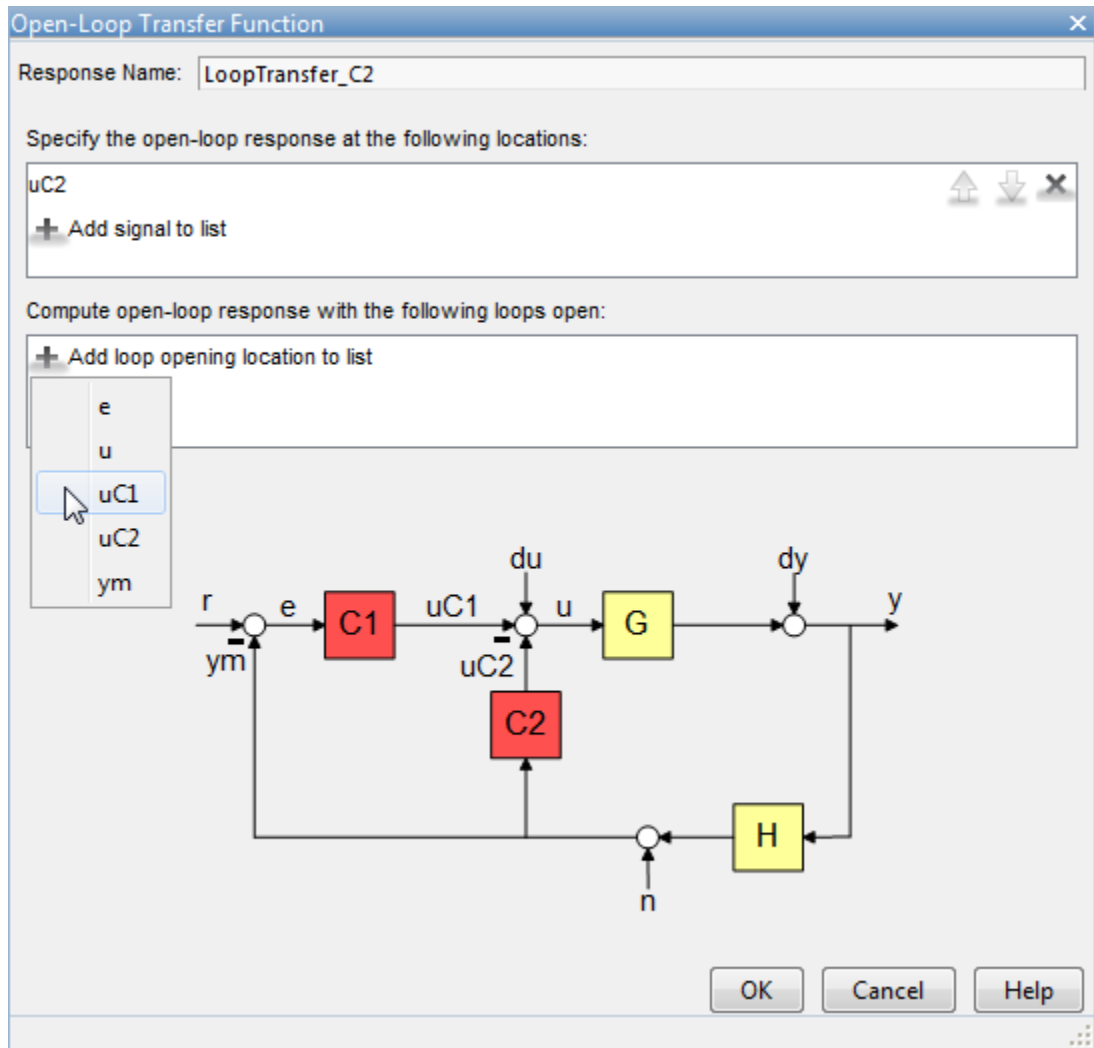 Open-Loop Transfer Function
Response Name: LoopTransfer_C2
Specify the open-loop response at the following locations:
uC2
Add signal to list
Compute open-loop response with the following loops open:
Add loop opening location to list
e
u
uC1
uC2
ym
du
dy
r
e
C1
uC1
u
G
y
ym
uC2
C2
H
n
OK
Cancel
Help